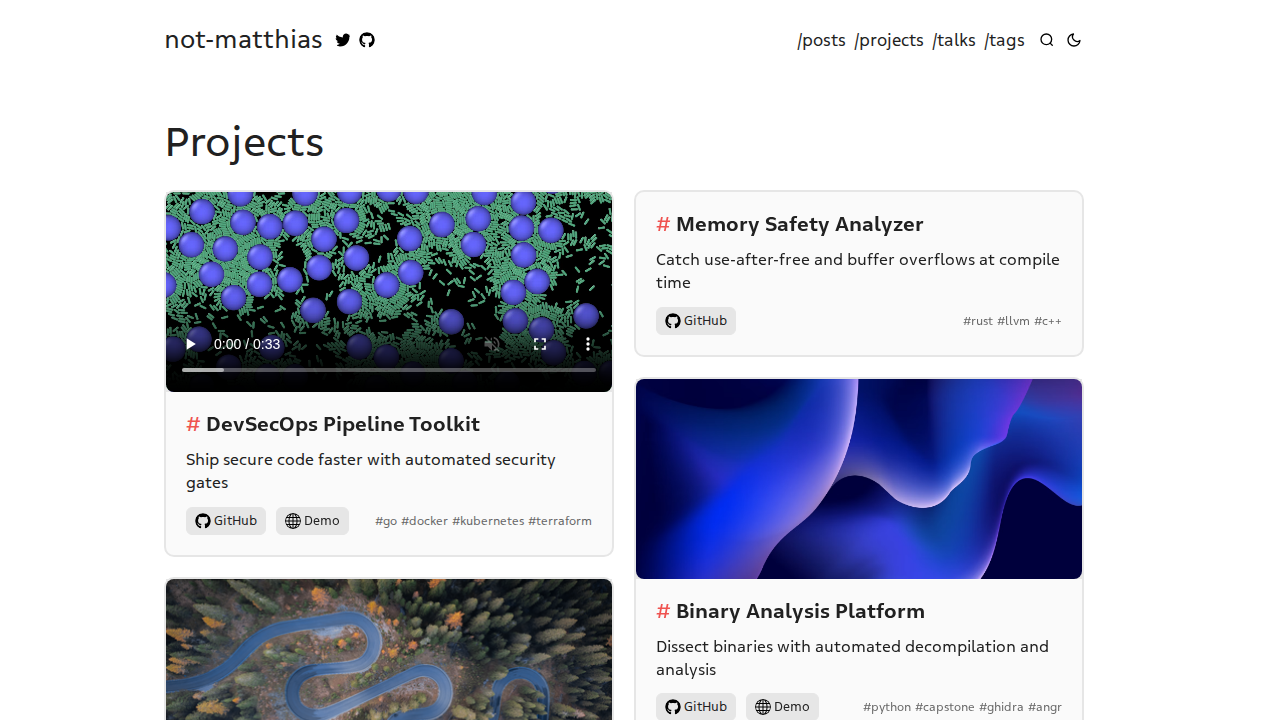 not-matthias
/posts /projects /talks /tags
Projects
0:00 / 0:33
# DevSecOps Pipeline Toolkit
Ship secure code faster with automated security
gates
GitHub Demo #go #docker #kubernetes #terraform
# Memory Safety Analyzer
Catch use-after-free and buffer overflows at compile
time
GitHub #rust #llvm #c++
# Binary Analysis Platform
Dissect binaries with automated decompilation and
analysis
GitHub Demo #python #capstone #ghidra #angr